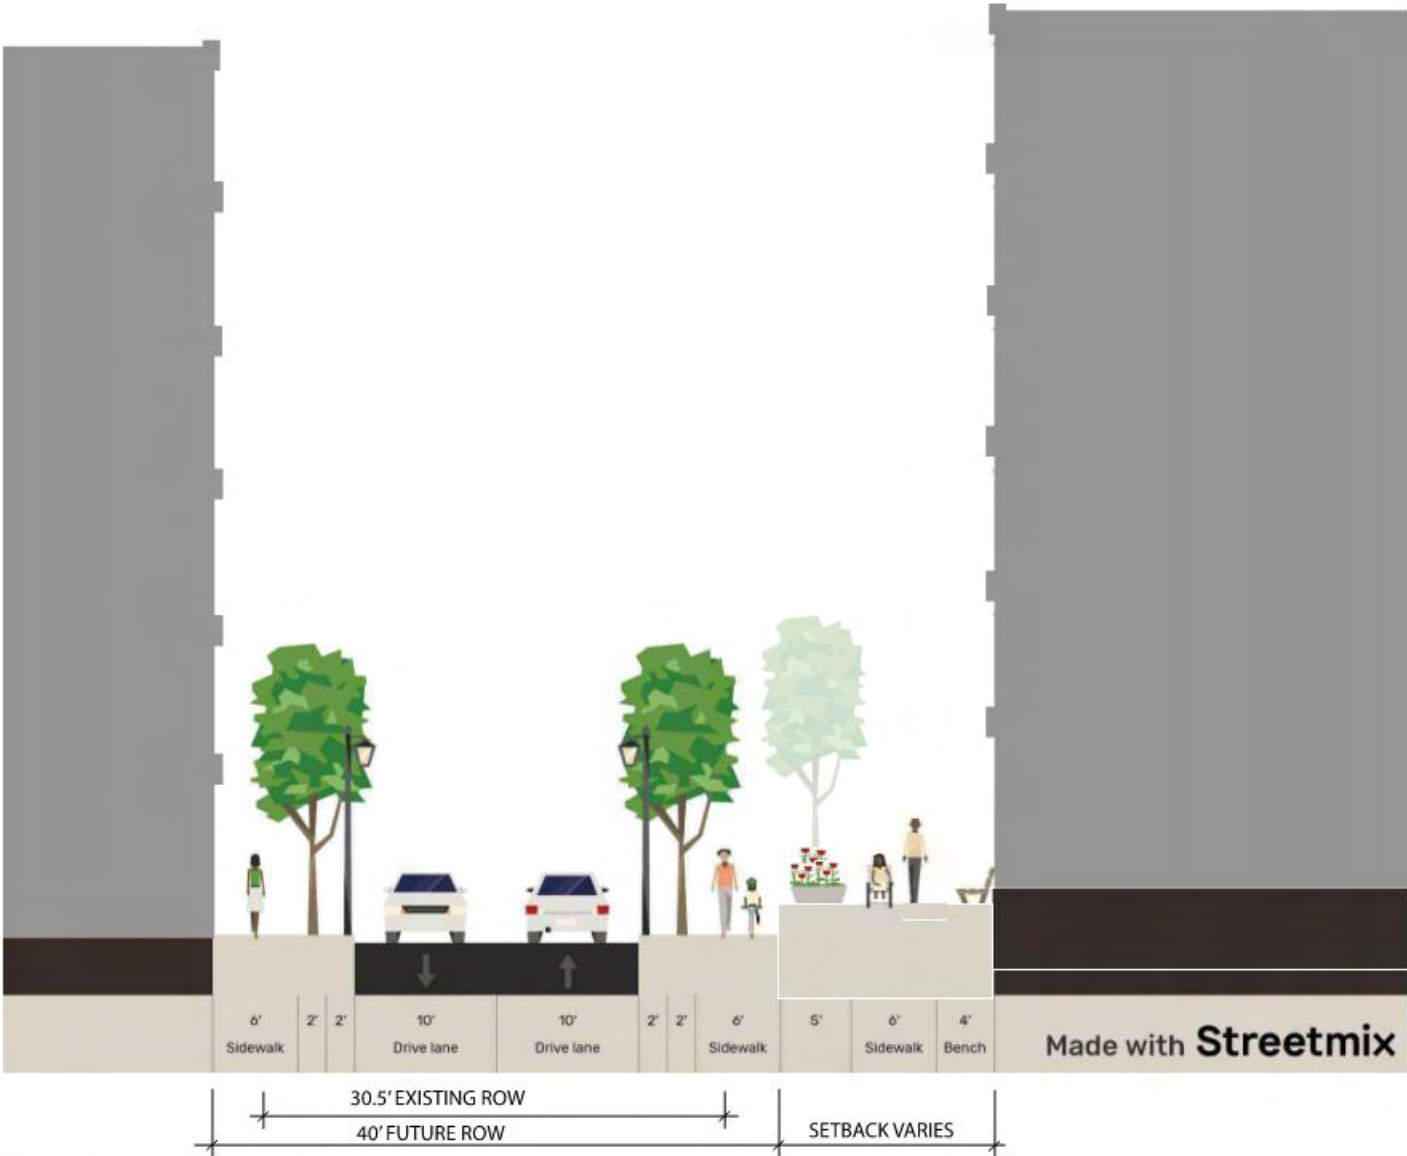 6' 2' 2' 10' 10' 2' 2' 6' 5' 6' 4'
Sidewalk Drive lane Drive lane Sidewalk Sidewalk Bench
Made with Streetmix
30.5' EXISTING ROW
40' FUTURE ROW
SETBACK VARIES